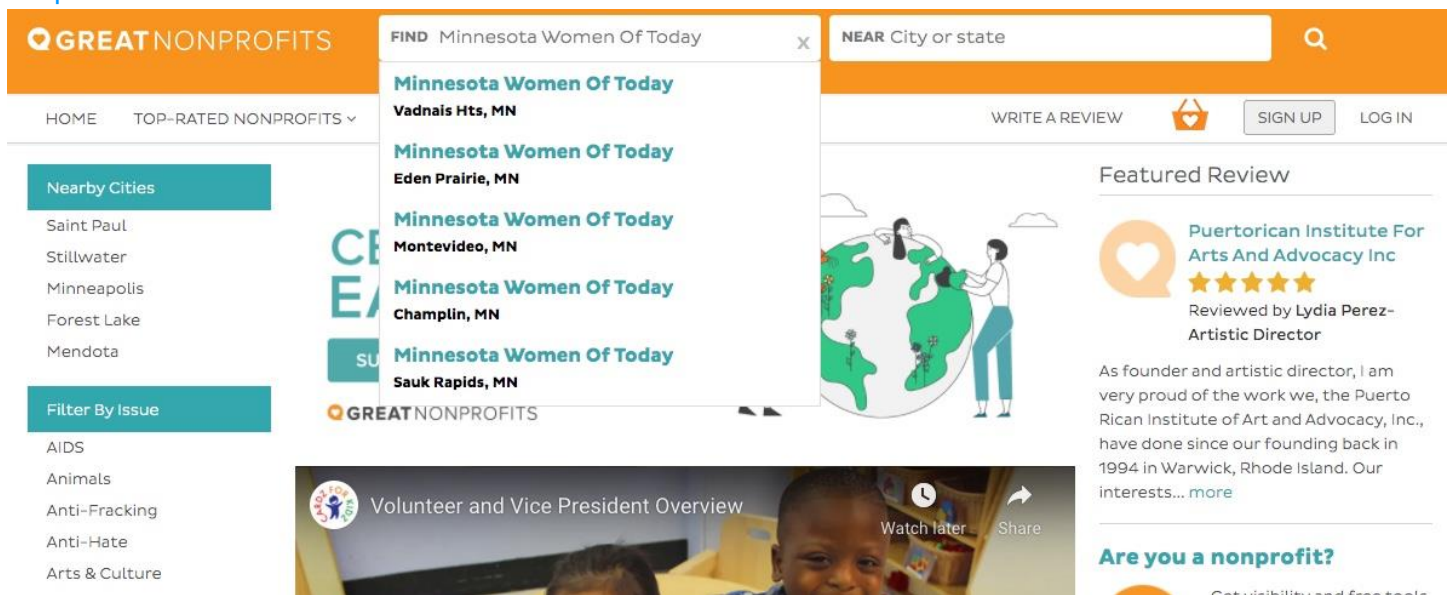 GREATNONPROFITS
FIND Minnesota Women Of Today x
NEAR City or state
Minnesota Women Of Today
Vadnais Hts, MN
Minnesota Women Of Today
Eden Prairie, MN
Minnesota Women Of Today
Montevideo, MN
Minnesota Women Of Today
Champlin, MN
Minnesota Women Of Today
Sauk Rapids, MN
HOME TOP-RATED NONPROFITS
WRITE A REVIEW SIGN UP LOG IN
Nearby Cities
Saint Paul
Stillwater
Minneapolis
Forest Lake
Mendota
Filter By Issue
AIDS
Animals
Anti-Fracking
Anti-Hate
Arts & Culture
GREATNONPROFITS
CARDZ FOR KIDZ
Volunteer and Vice President Overview
Watch later
Share
Featured Review
Puertorican Institute For
Arts And Advocacy Inc
Reviewed by Lydia Perez-
Artistic Director
As founder and artistic director, I am
very proud of the work we, the Puerto
Rican Institute of Art and Advocacy, Inc.,
have done since our founding back in
1994 in Warwick, Rhode Island. Our
interests... more
Are you a nonprofit?